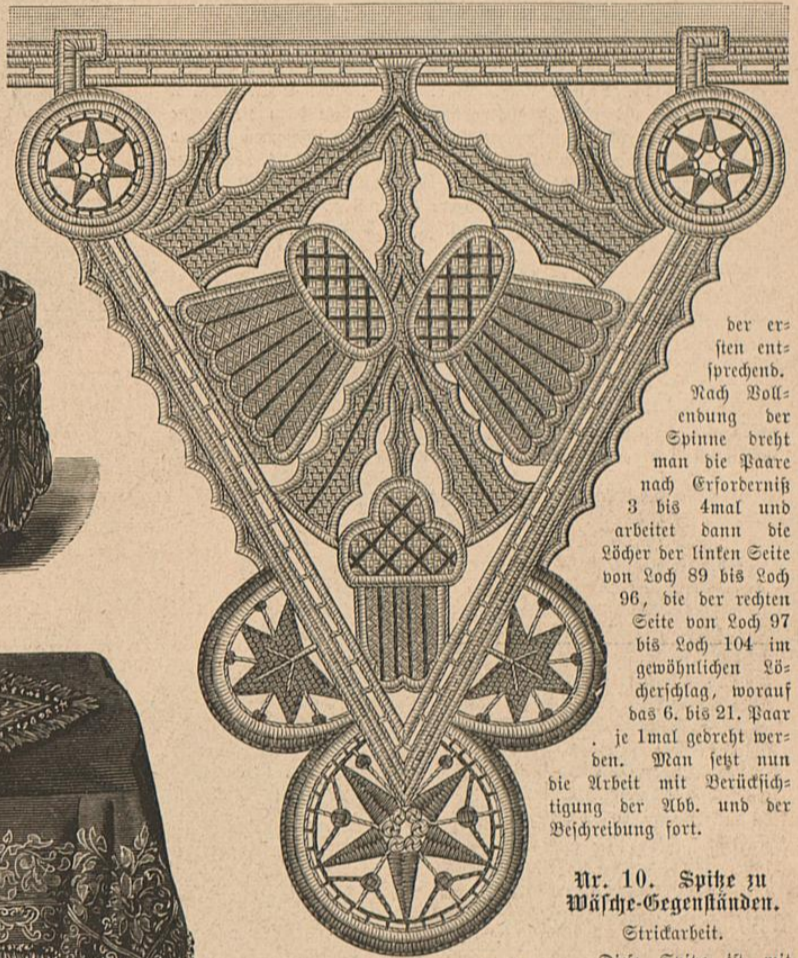 der er=
sten ent=
sprechend.
Nach Voll=
endung der
Spinne dreht
man die Paare
nach Erforderniß
3 bis 4mal und
arbeitet dann die
Löcher der linken Seite
von Loch 89 bis Loch
96, die der rechten
Seite von Loch 97
bis Loch 104 im
gewöhnlichen Lö=
cherschlag, worauf
das 6. bis 21. Paar
je 1mal gedreht wer=
den. Man setzt nun
die Arbeit mit Berücksich=
tigung der Abb. und der
Beschreibung fort.
Nr. 10. Spitze zu
Wäsche-Gegenständen.
Strickarbeit.